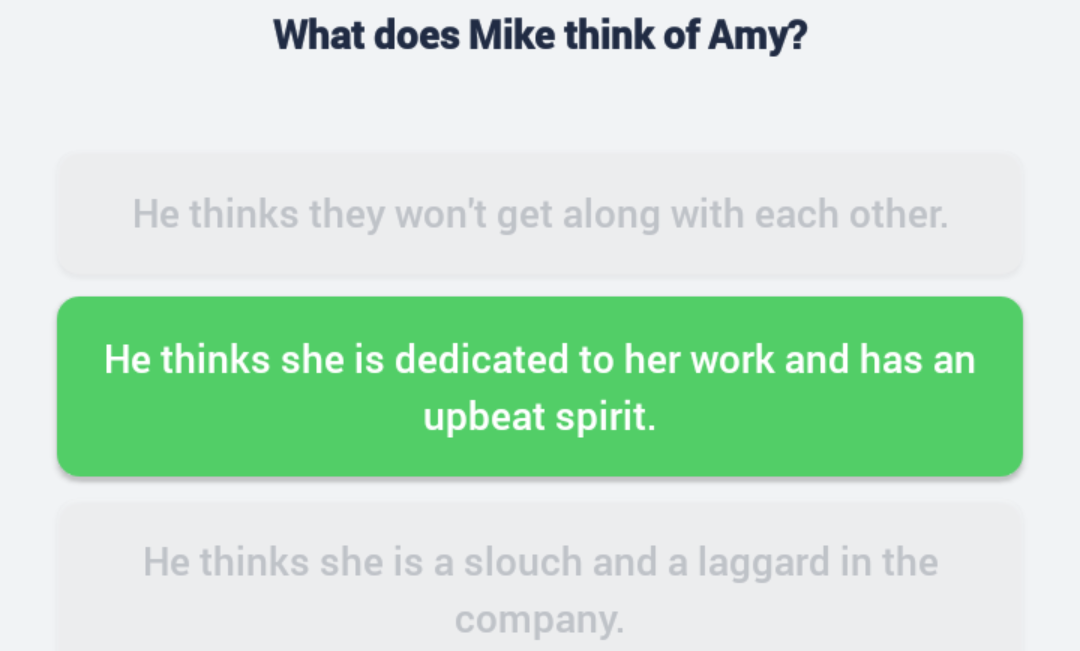 What does Mike think of Amy?
He thinks they won't get along with each other.
He thinks she is dedicated to her work and has an
upbeat spirit.
He thinks she is a slouch and a laggard in the
company.